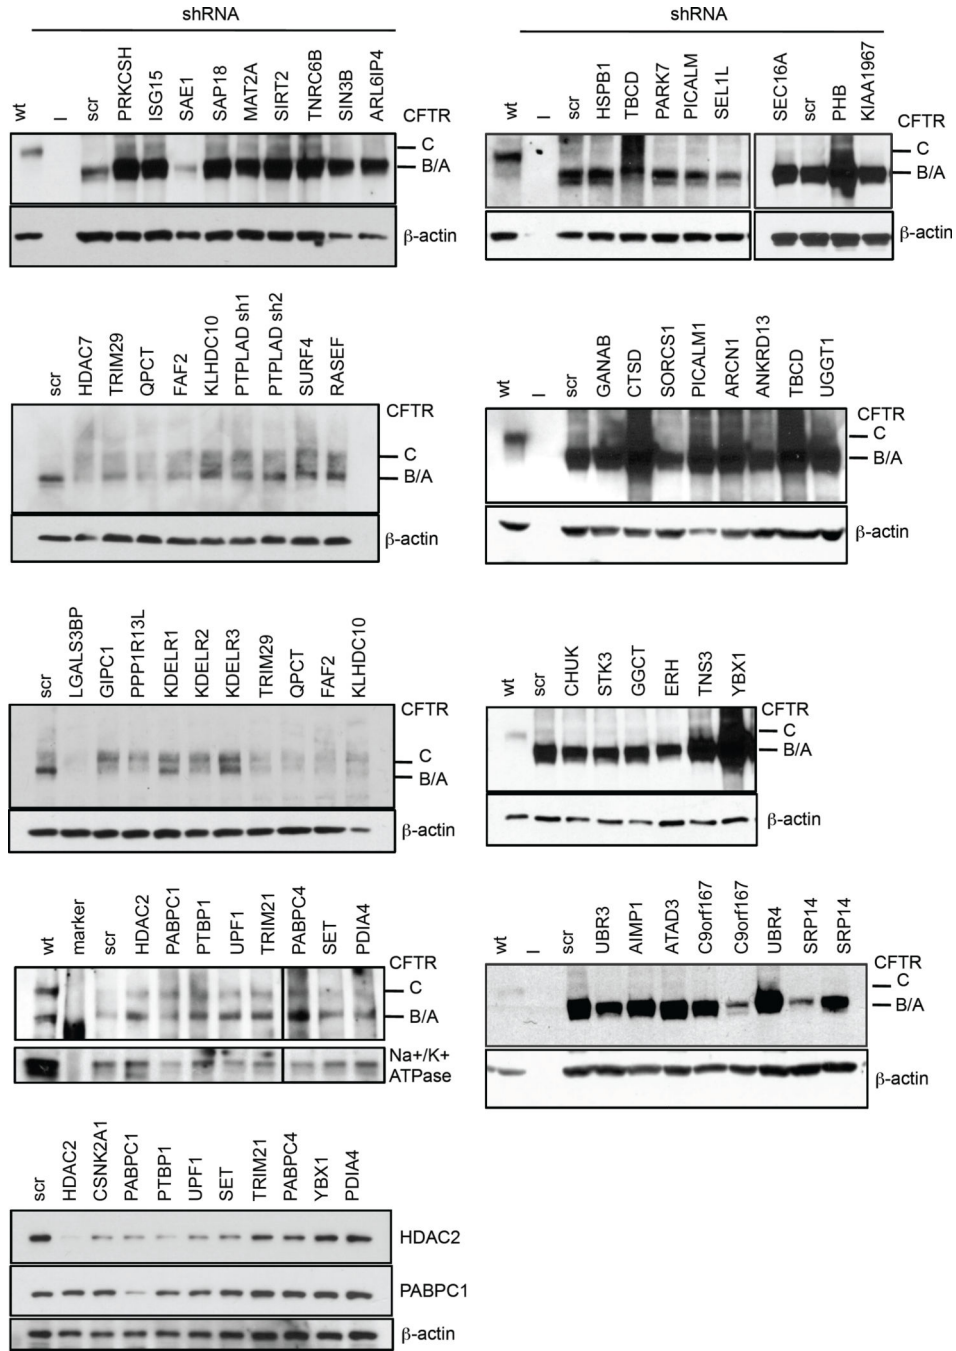 shRNA
wt
I
scr
PRKCSH
ISG15
SAE1
SAP18
MAT2A
SIRT2
TNRC6B
SIN3B
ARL6IP4
CFTR
C
B/A
β-actin
shRNA
wt
I
scr
HSPB1
TBCD
PARK7
PICALM
SEL1L
SEC16A
scr
PHB
KIAA1967
CFTR
C
B/A
β-actin
scr
HDAC7
TRIM29
QPCT
FAF2
KLHDC10
PTPLAD sh1
PTPLAD sh2
SURF4
RASEF
CFTR
C
B/A
β-actin
wt
I
scr
GANAB
CTSD
SORCS1
PICALM1
ARCN1
ANKRD13
TBCD
UGGT1
CFTR
C
B/A
β-actin
scr
LGALS3BP
GIPC1
PPP1R13L
KDELR1
KDELR2
KDELR3
TRIM29
QPCT
FAF2
KLHDC10
CFTR
C
B/A
β-actin
wt
scr
CHUK
STK3
GGCT
ERH
TNS3
YBX1
CFTR
C
B/A
β-actin
wt
marker
scr
HDAC2
PABPC1
PTBP1
UPF1
TRIM21
PABPC4
SET
PDIA4
CFTR
C
B/A
Na+/K+
ATPase
wt
I
scr
UBR3
AIMP1
ATAD3
C9orf167
C9orf167
UBR4
SRP14
SRP14
CFTR
C
B/A
β-actin
scr
HDAC2
CSNK2A1
PABPC1
PTBP1
UPF1
SET
TRIM21
PABPC4
YBX1
PDIA4
HDAC2
PABPC1
β-actin